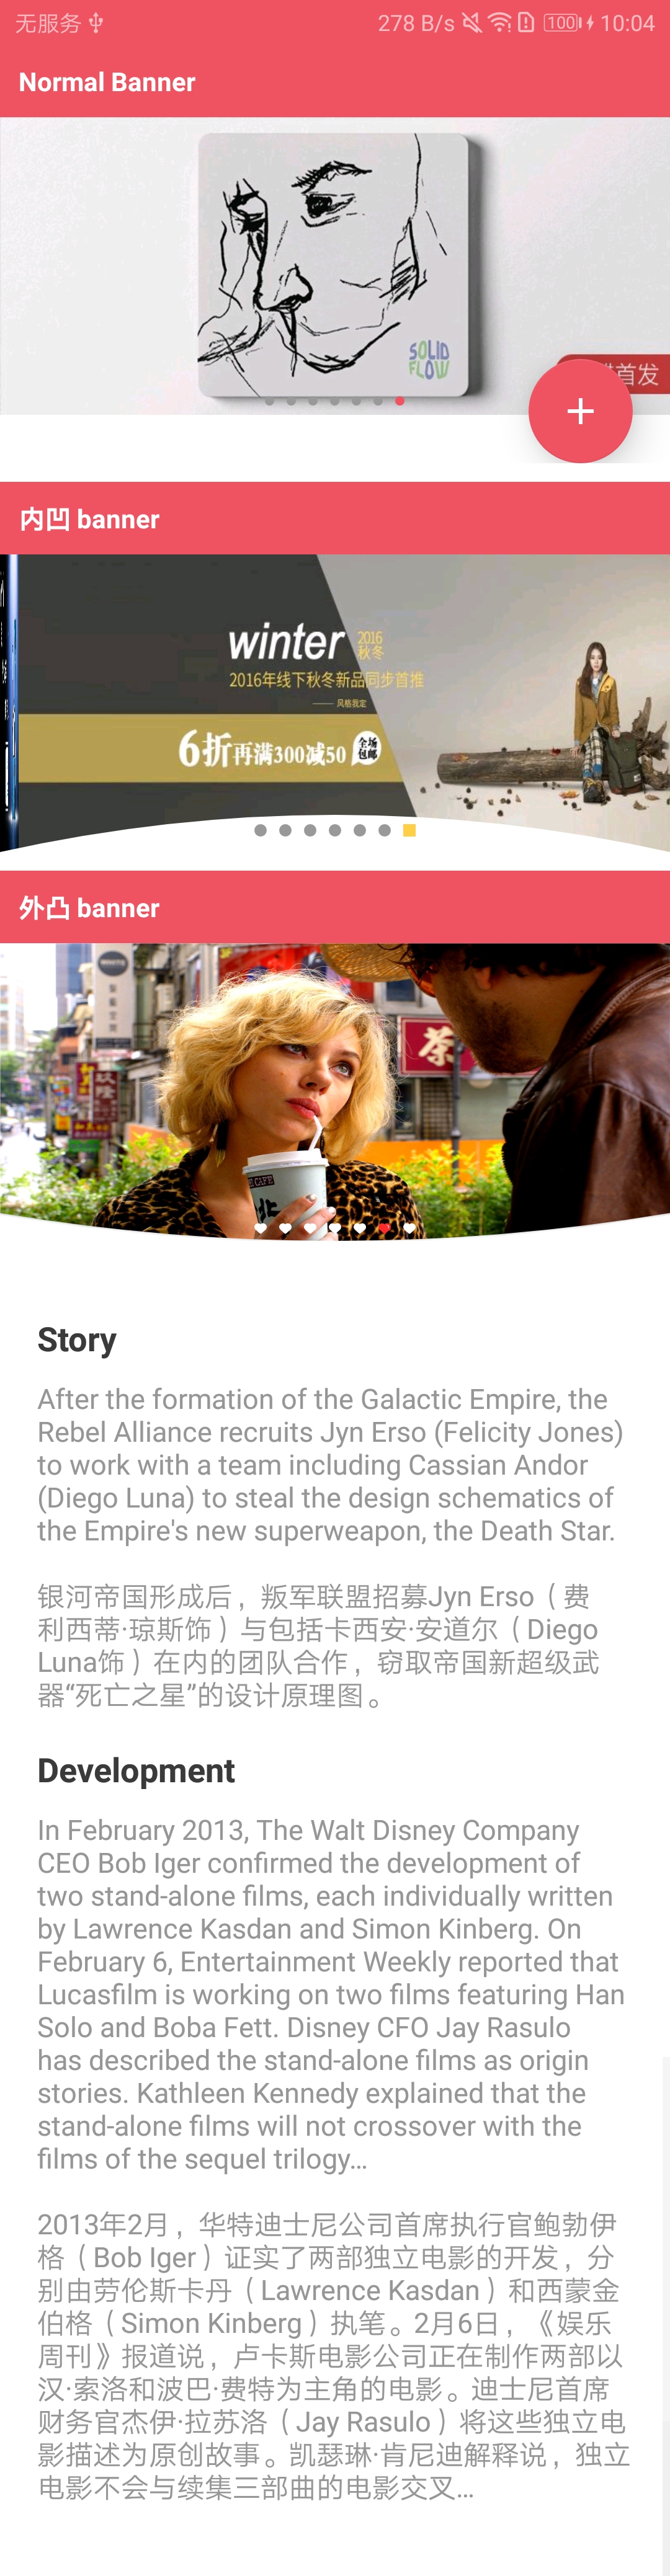 无服务 278 B/s 100 10:04
Normal Banner
SOLID
FLOW
首发
内凹 banner
winter 2016
秋冬
2016年线下秋冬新品同步首推
—— 风格我定
6折再满300减50 全场
包邮
外凸 banner
茶
CAFE
Story
After the formation of the Galactic Empire, the
Rebel Alliance recruits Jyn Erso (Felicity Jones)
to work with a team including Cassian Andor
(Diego Luna) to steal the design schematics of
the Empire's new superweapon, the Death Star.
银河帝国形成后，叛军联盟招募Jyn Erso（费
利西蒂·琼斯饰）与包括卡西安·安道尔（Diego
Luna饰）在内的团队合作，窃取帝国新超级武
器“死亡之星”的设计原理图。
Development
In February 2013, The Walt Disney Company
CEO Bob Iger confirmed the development of
two stand-alone films, each individually written
by Lawrence Kasdan and Simon Kinberg. On
February 6, Entertainment Weekly reported that
Lucasfilm is working on two films featuring Han
Solo and Boba Fett. Disney CFO Jay Rasulo
has described the stand-alone films as origin
stories. Kathleen Kennedy explained that the
stand-alone films will not crossover with the
films of the sequel trilogy…
2013年2月，华特迪士尼公司首席执行官鲍勃伊
格（Bob Iger）证实了两部独立电影的开发，分
别由劳伦斯卡丹（Lawrence Kasdan）和西蒙金
伯格（Simon Kinberg）执笔。2月6日，《娱乐
周刊》报道说，卢卡斯电影公司正在制作两部以
汉·索洛和波巴·费特为主角的电影。迪士尼首席
财务官杰伊·拉苏洛（Jay Rasulo）将这些独立电
影描述为原创故事。凯瑟琳·肯尼迪解释说，独立
电影不会与续集三部曲的电影交叉…